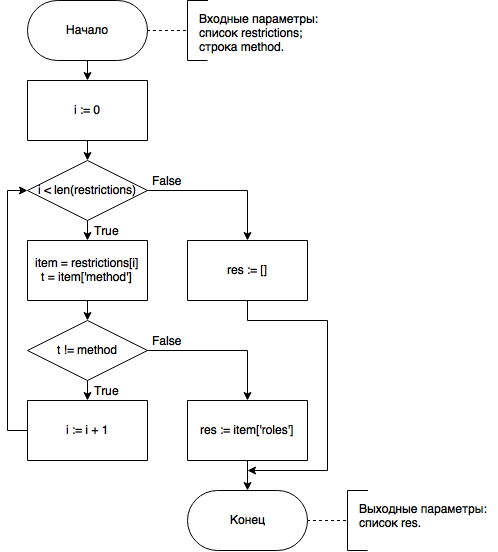 Начало
Входные параметры:
список restrictions;
строка method.
i := 0
i < len(restrictions)
False
True
item = restrictions[i]
t = item['method']
res := []
t != method
False
True
i := i + 1
res := item['roles']
Конец
Выходные параметры:
список res.